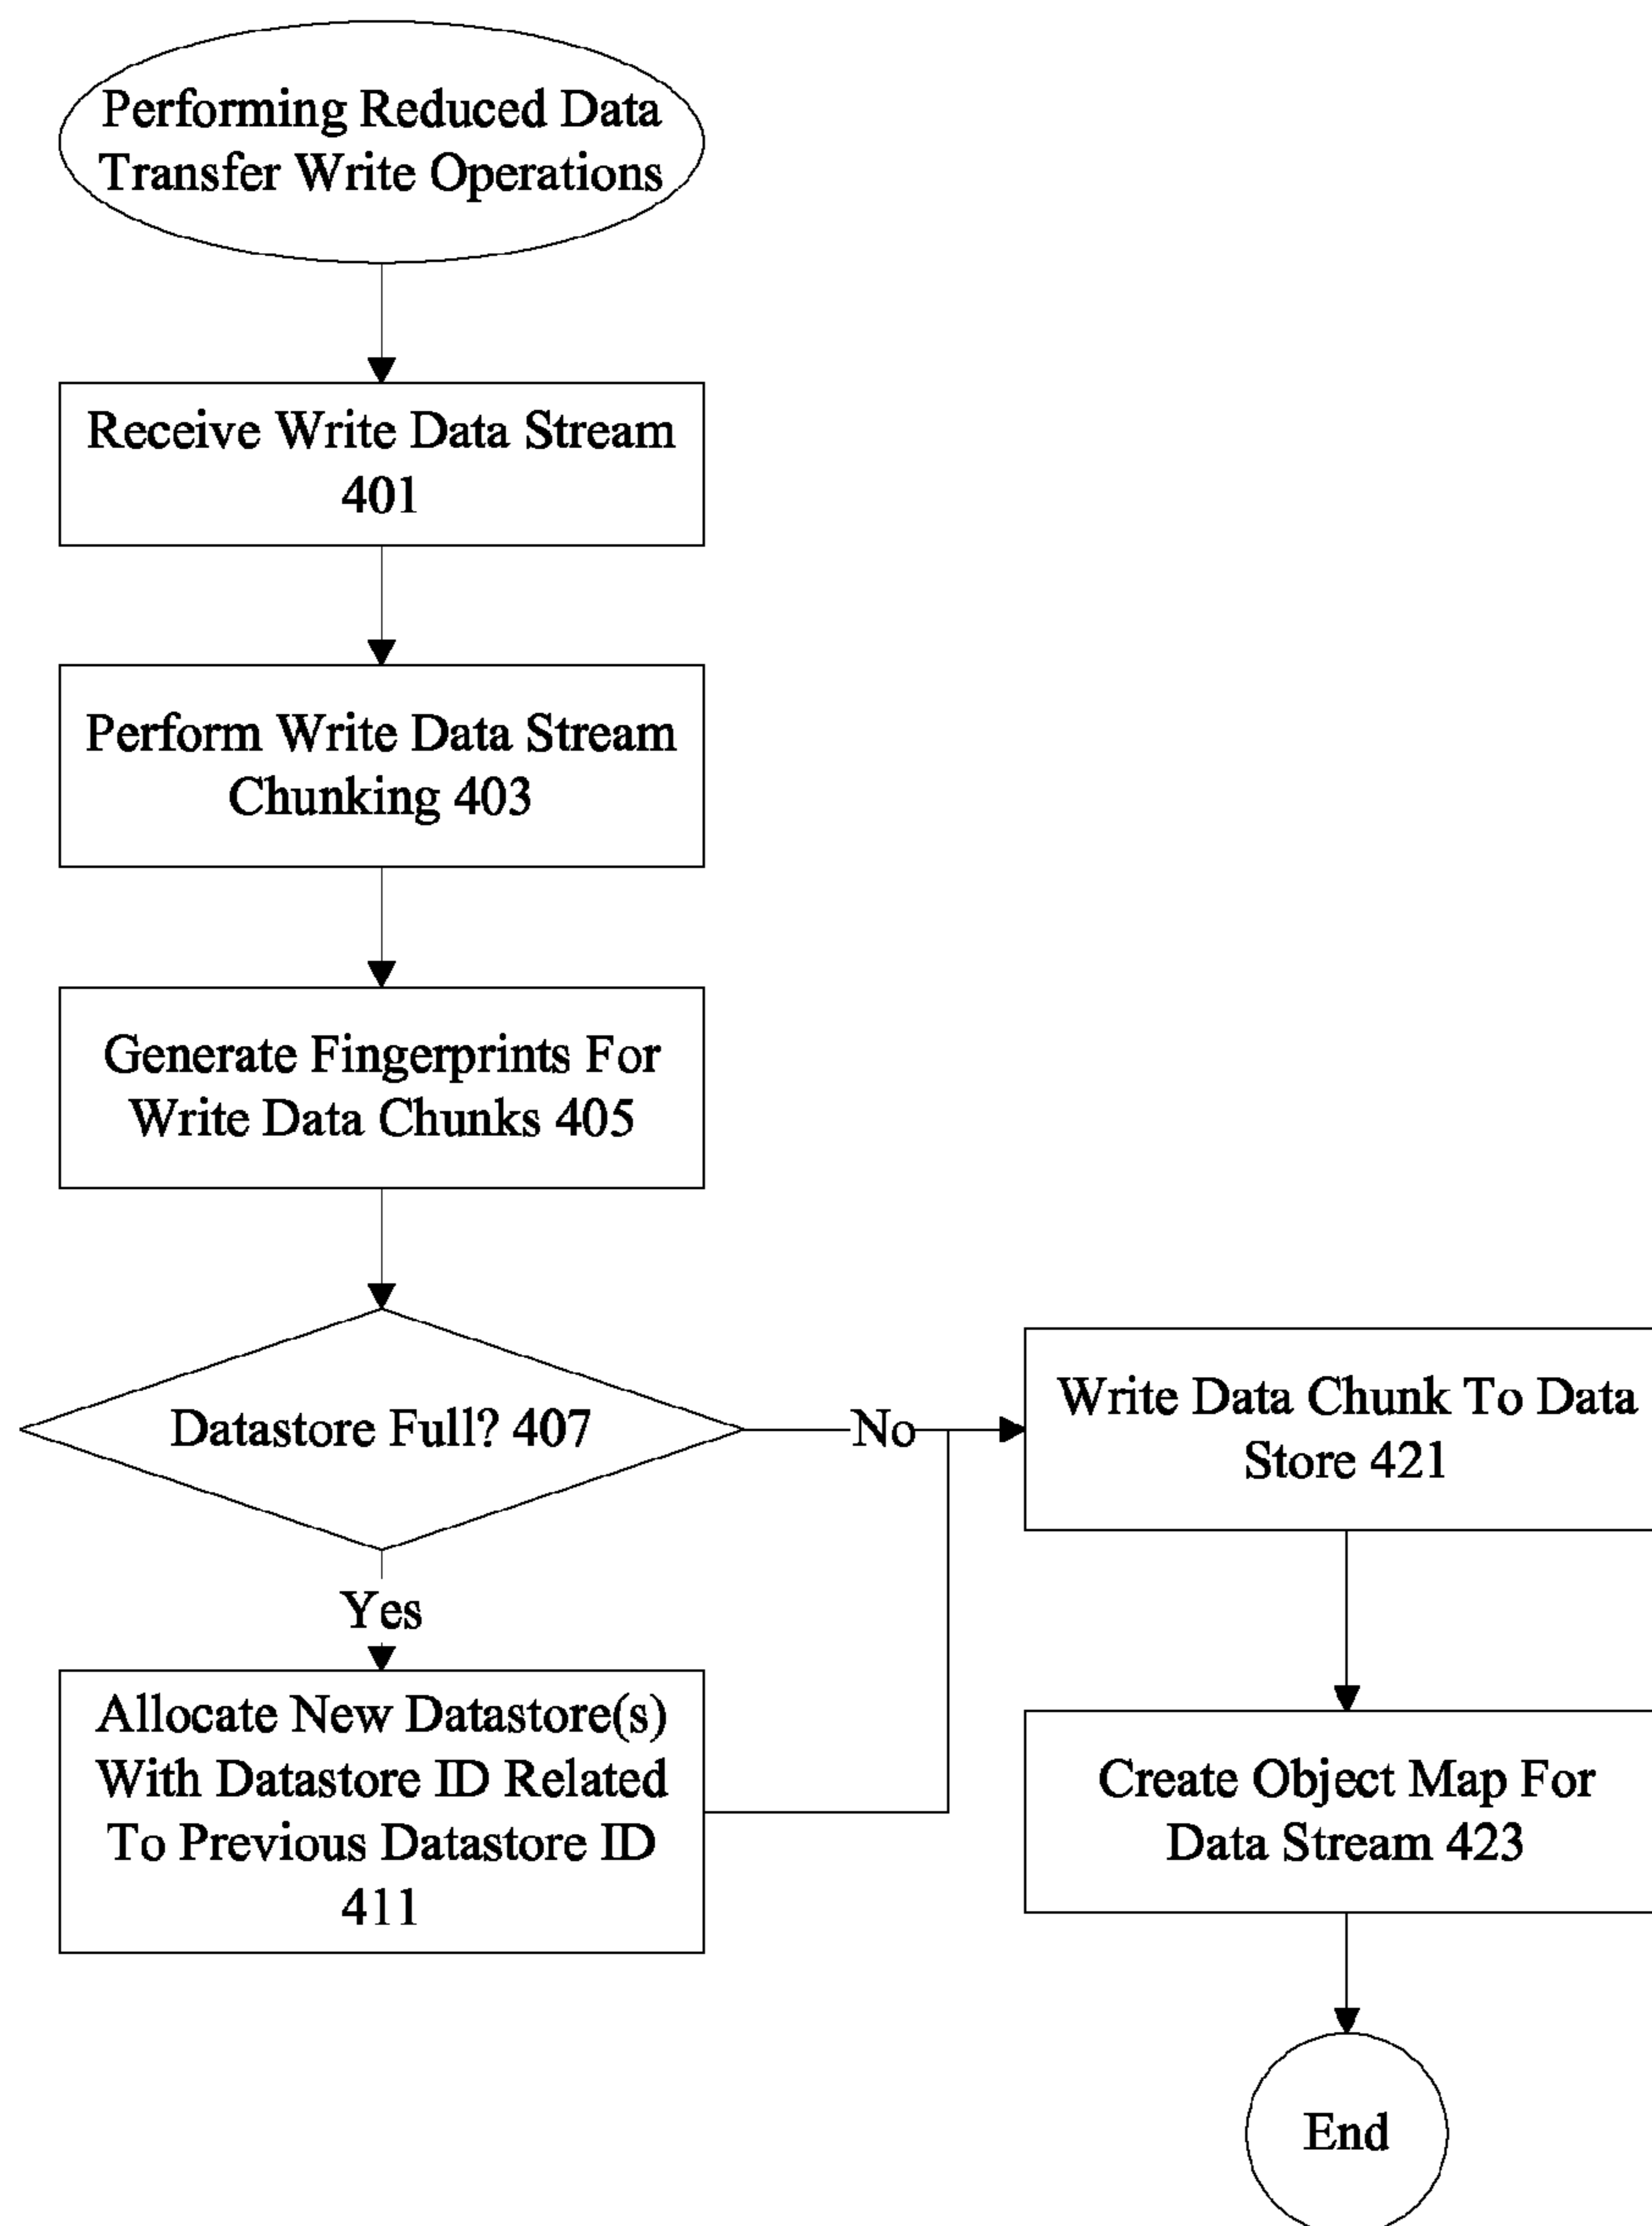 Performing Reduced Data
Transfer Write Operations
Receive Write Data Stream
401
Perform Write Data Stream
Chunking 403
Generate Fingerprints For
Write Data Chunks 405
Datastore Full? 407
No
Yes
Allocate New Datastore(s)
With Datastore ID Related
To Previous Datastore ID
411
Write Data Chunk To Data
Store 421
Create Object Map For
Data Stream 423
End